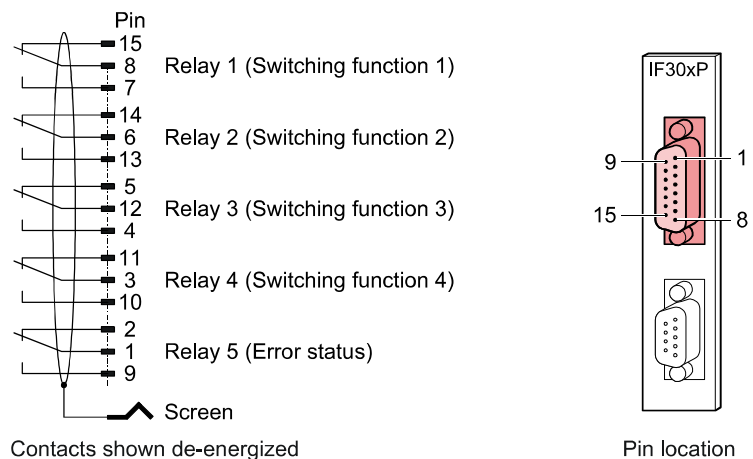 Pin
15
8 Relay 1 (Switching function 1)
7
14
6 Relay 2 (Switching function 2)
13
5
12 Relay 3 (Switching function 3)
4
11
3 Relay 4 (Switching function 4)
10
2
1 Relay 5 (Error status)
9
Screen
Contacts shown de-energized
IF30xP
9 1
15 8
Pin location